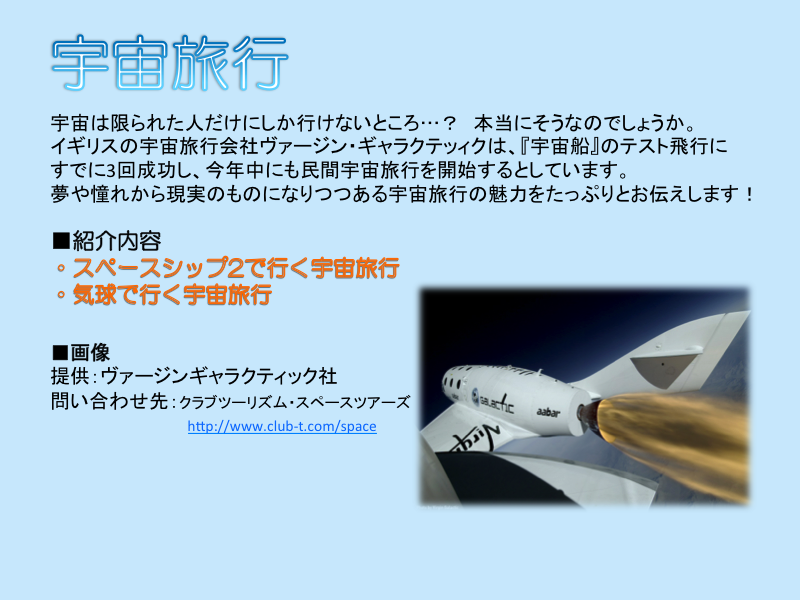 宇宙旅行
宇宙は限られた人だけにしか行けないところ…？　本当にそうなのでしょうか。
イギリスの宇宙旅行会社ヴァージン・ギャラクテッィクは、『宇宙船』のテスト飛行に
すでに3回成功し、今年中にも民間宇宙旅行を開始するとしています。
夢や憧れから現実のものになりつつある宇宙旅行の魅力をたっぷりとお伝えします！
■紹介内容
◦スペースシップ2で行く宇宙旅行
◦気球で行く宇宙旅行
■画像
提供：ヴァージンギャラクティック社
問い合わせ先：クラブツーリズム・スペースツアーズ
http://www.club-t.com/space
GALACTIC
aabar
Virgin